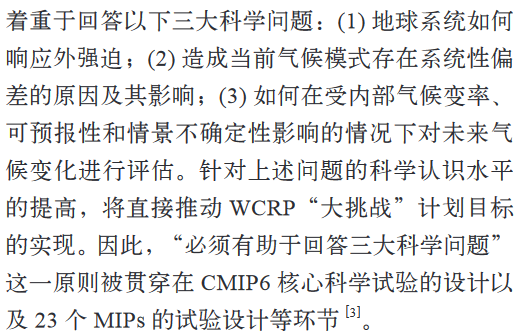 着重于回答以下三大科学问题：(1) 地球系统如何
响应外强迫；(2) 造成当前气候模式存在系统性偏
差的原因及其影响；(3) 如何在受内部气候变率、
可预报性和情景不确定性影响的情况下对未来气
候变化进行评估。针对上述问题的科学认识水平
的提高，将直接推动 WCRP“大挑战”计划目标
的实现。因此，“必须有助于回答三大科学问题”
这一原则被贯穿在 CMIP6 核心科学试验的设计以
及 23 个 MIPs 的试验设计等环节 [3]。